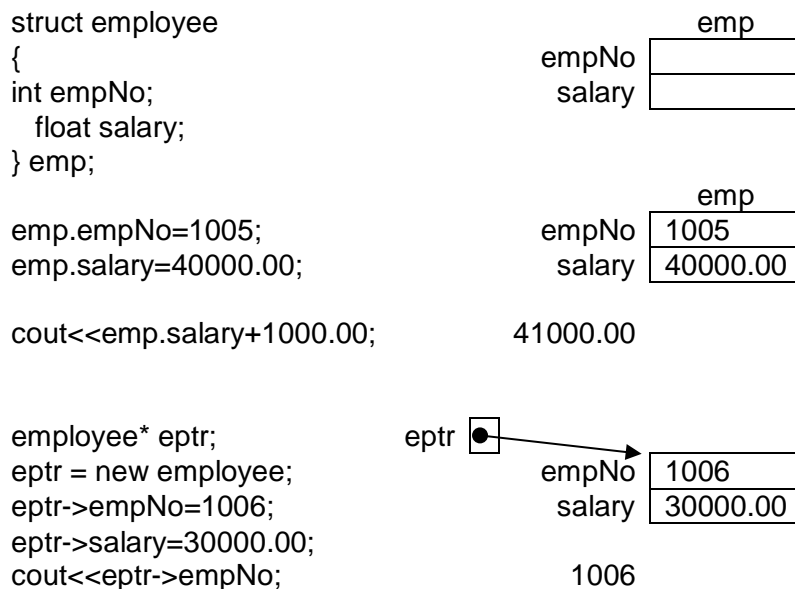 struct employee emp
{ empNo
int empNo; salary
float salary;
} emp;
emp
emp.empNo=1005; empNo 1005
emp.salary=40000.00; salary 40000.00
cout<<emp.salary+1000.00; 41000.00
employee* eptr; eptr
eptr = new employee; empNo 1006
eptr->empNo=1006; salary 30000.00
eptr->salary=30000.00;
cout<<eptr->empNo; 1006